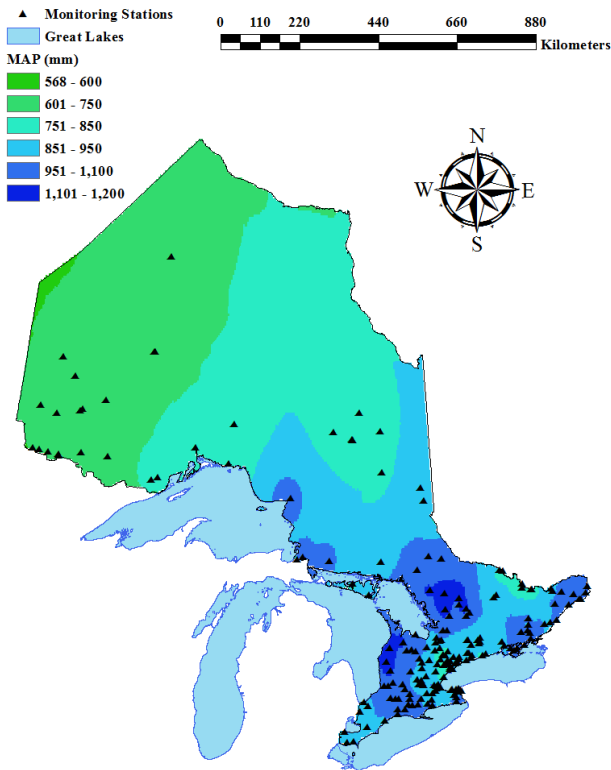 Monitoring Stations
Great Lakes
MAP (mm)
568 - 600
601 - 750
751 - 850
851 - 950
951 - 1,100
1,101 - 1,200
0 110 220 440 660 880
Kilometers
N
W E
S